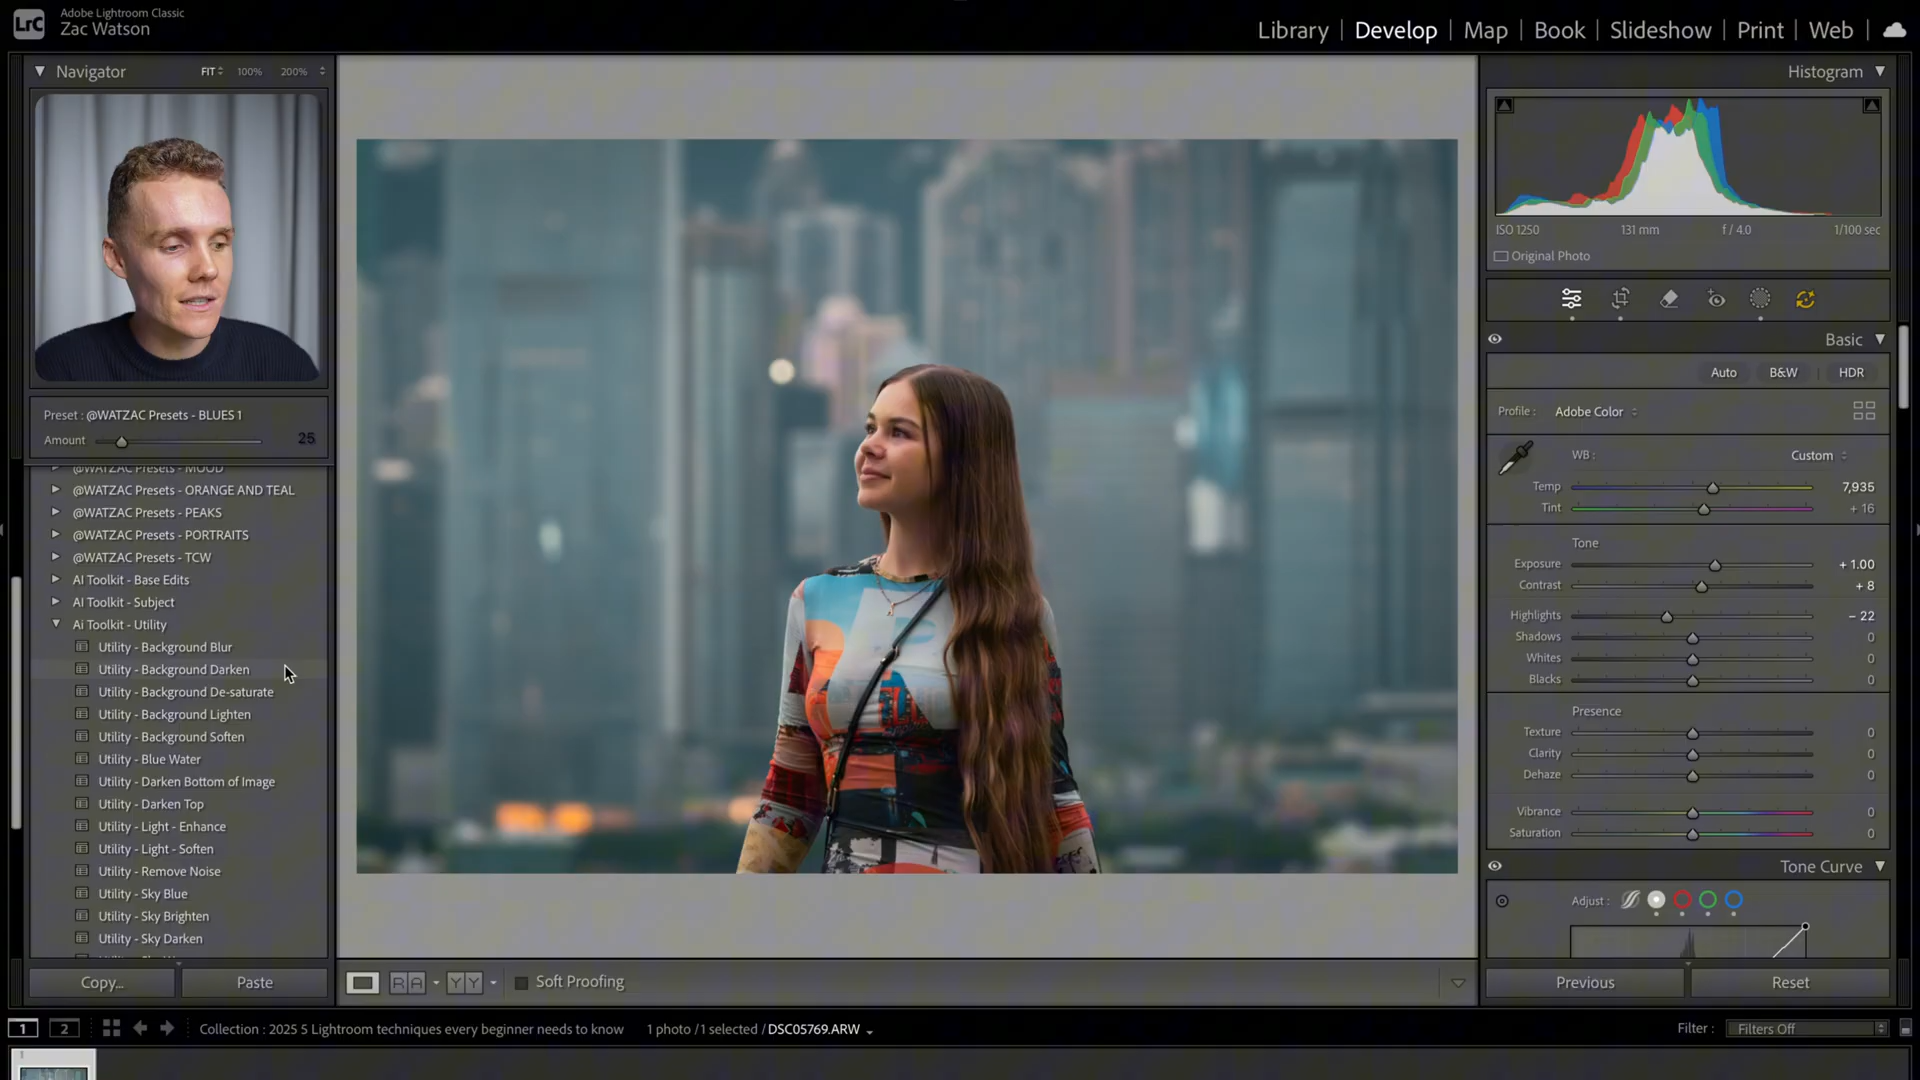 LrC
Adobe Lightroom Classic
Zac Watson
Library | Develop | Map | Book | Slideshow | Print | Web
Navigator FIT 100% 200%
Preset : @WATZAC Presets - BLUES 1
Amount 25
@WATZAC Presets - MOOD
@WATZAC Presets - ORANGE AND TEAL
@WATZAC Presets - PEAKS
@WATZAC Presets - PORTRAITS
@WATZAC Presets - TCW
AI Toolkit - Base Edits
AI Toolkit - Subject
Ai Toolkit - Utility
Utility - Background Blur
Utility - Background Darken
Utility - Background De-saturate
Utility - Background Lighten
Utility - Background Soften
Utility - Blue Water
Utility - Darken Bottom of Image
Utility - Darken Top
Utility - Light - Enhance
Utility - Light - Soften
Utility - Remove Noise
Utility - Sky Blue
Utility - Sky Brighten
Utility - Sky Darken
Copy... Paste
R A Y Y Soft Proofing
Histogram
ISO 1250 131 mm f / 4.0 1/100 sec
Original Photo
Basic
Auto B&W HDR
Profile : Adobe Color
WB : Custom
Temp 7,935
Tint + 16
Tone
Exposure + 1.00
Contrast + 8
Highlights − 22
Shadows 0
Whites 0
Blacks 0
Presence
Texture 0
Clarity 0
Dehaze 0
Vibrance 0
Saturation 0
Tone Curve
Adjust :
Previous Reset
1 2 Collection : 2025 5 Lightroom techniques every beginner needs to know 1 photo / 1 selected / DSC05769.ARW Filter : Filters Off
1